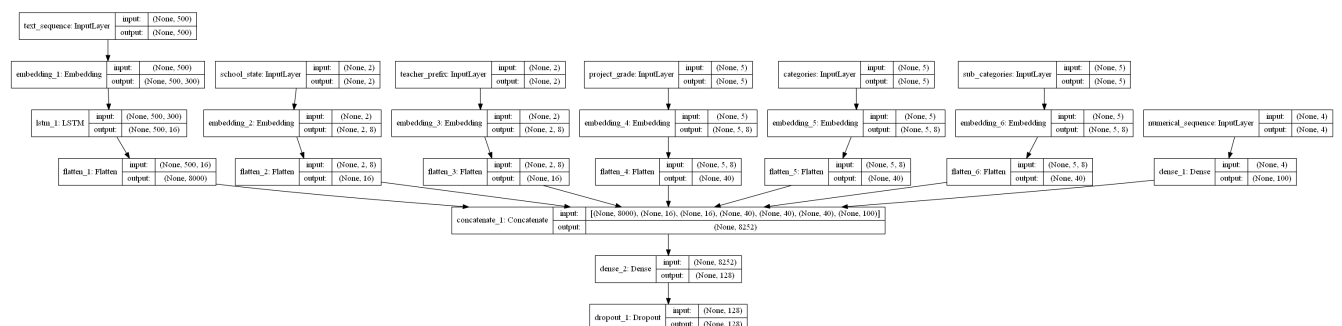 text_sequence: InputLayer input: (None, 500)
output: (None, 500)
embedding_1: Embedding input: (None, 500)
output: (None, 500, 300)
school_state: InputLayer input: (None, 2)
output: (None, 2)
teacher_prefix: InputLayer input: (None, 2)
output: (None, 2)
project_grade: InputLayer input: (None, 5)
output: (None, 5)
categories: InputLayer input: (None, 5)
output: (None, 5)
sub_categories: InputLayer input: (None, 5)
output: (None, 5)
lstm_1: LSTM input: (None, 500, 300)
output: (None, 500, 16)
embedding_2: Embedding input: (None, 2)
output: (None, 2, 8)
embedding_3: Embedding input: (None, 2)
output: (None, 2, 8)
embedding_4: Embedding input: (None, 5)
output: (None, 5, 8)
embedding_5: Embedding input: (None, 5)
output: (None, 5, 8)
embedding_6: Embedding input: (None, 5)
output: (None, 5, 8)
numerical_sequence: InputLayer input: (None, 4)
output: (None, 4)
flatten_1: Flatten input: (None, 500, 16)
output: (None, 8000)
flatten_2: Flatten input: (None, 2, 8)
output: (None, 16)
flatten_3: Flatten input: (None, 2, 8)
output: (None, 16)
flatten_4: Flatten input: (None, 5, 8)
output: (None, 40)
flatten_5: Flatten input: (None, 5, 8)
output: (None, 40)
flatten_6: Flatten input: (None, 5, 8)
output: (None, 40)
dense_1: Dense input: (None, 4)
output: (None, 100)
concatenate_1: Concatenate input: [(None, 8000), (None, 16), (None, 16), (None, 40), (None, 40), (None, 40), (None, 100)]
output: (None, 8252)
dense_2: Dense input: (None, 8252)
output: (None, 128)
dropout_1: Dropout input: (None, 128)
output: (None, 128)